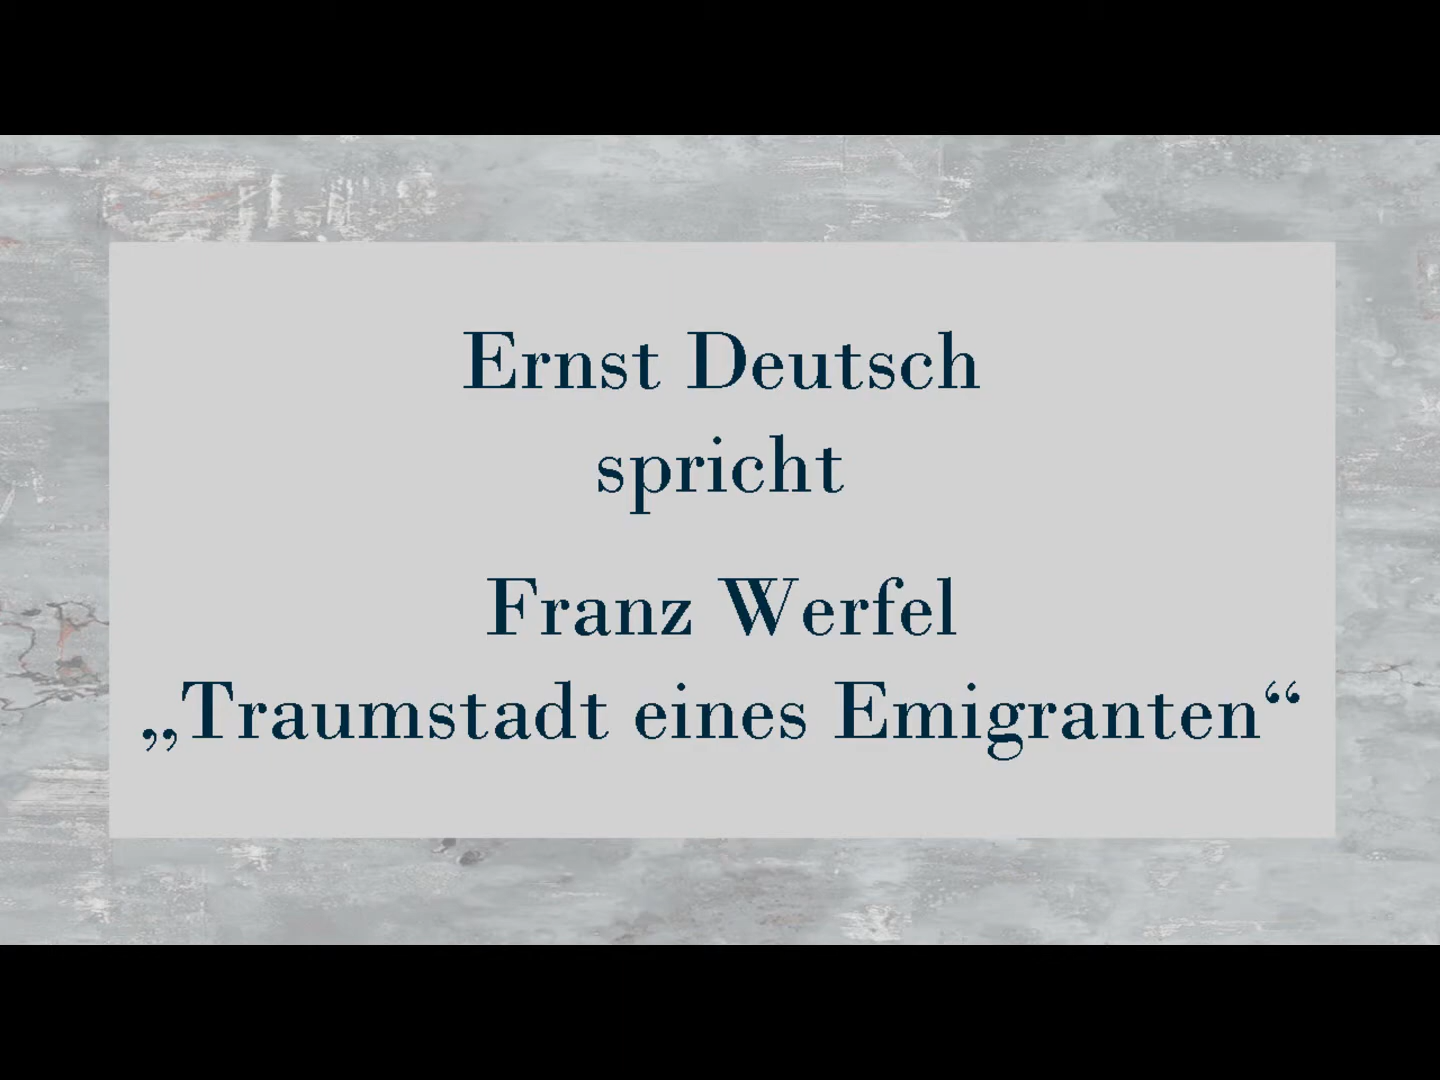 Ernst Deutsch
spricht
Franz Werfel
„Traumstadt eines Emigranten“